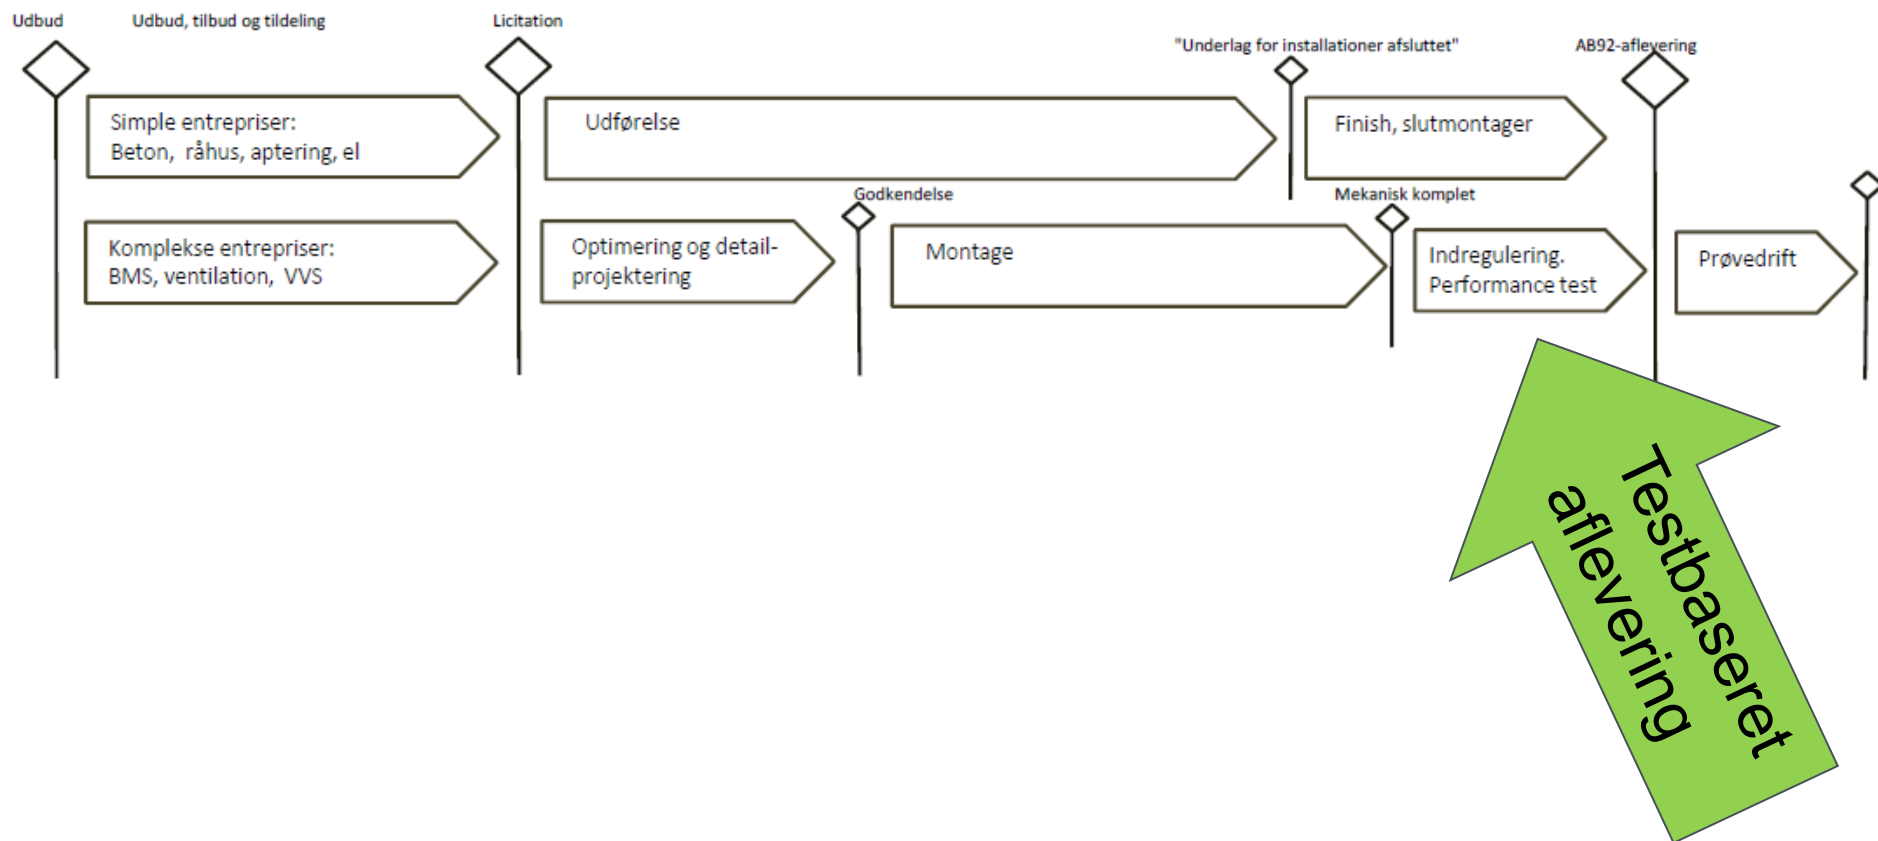 Udbud
Udbud, tilbud og tildeling
Licitation
"Underlag for installationer afsluttet"
AB92-aflevering
Simple entrepriser:
Beton, råhus, aptering, el
Udførelse
Finish, slutmontager
Godkendelse
Mekanisk komplet
Komplekse entrepriser:
BMS, ventilation, VVS
Optimering og detail-
projektering
Montage
Indregulering.
Performance test
Prøvedrift
Testbaseret
aflevering